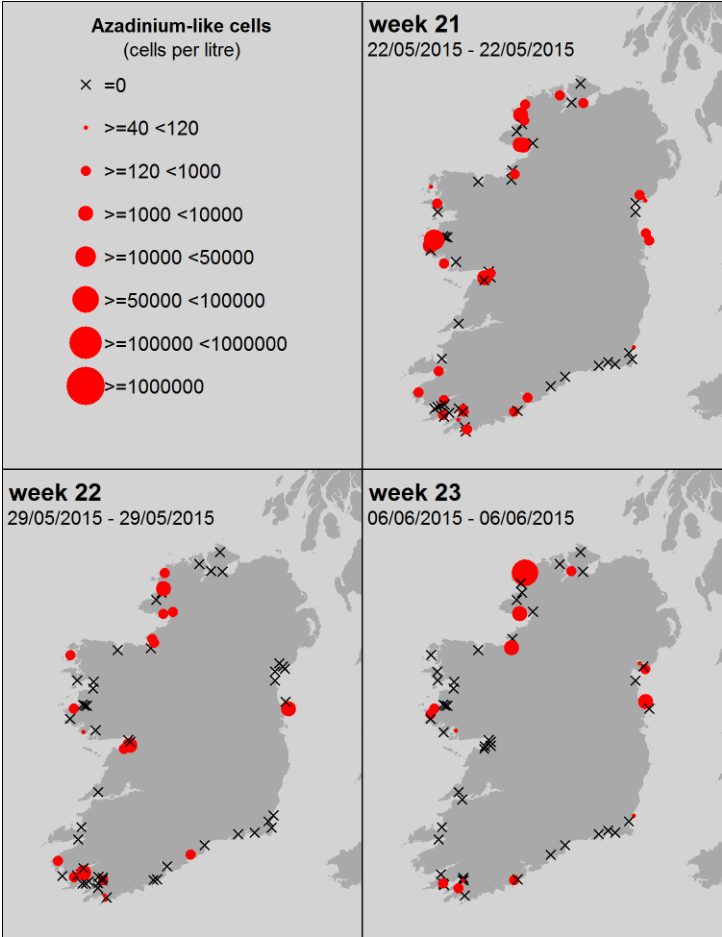 Azadinium-like cells
(cells per litre)
=0
>=40 <120
>=120 <1000
>=1000 <10000
>=10000 <50000
>=50000 <100000
>=100000 <1000000
>=1000000
week 21
22/05/2015 - 22/05/2015
week 22
29/05/2015 - 29/05/2015
week 23
06/06/2015 - 06/06/2015